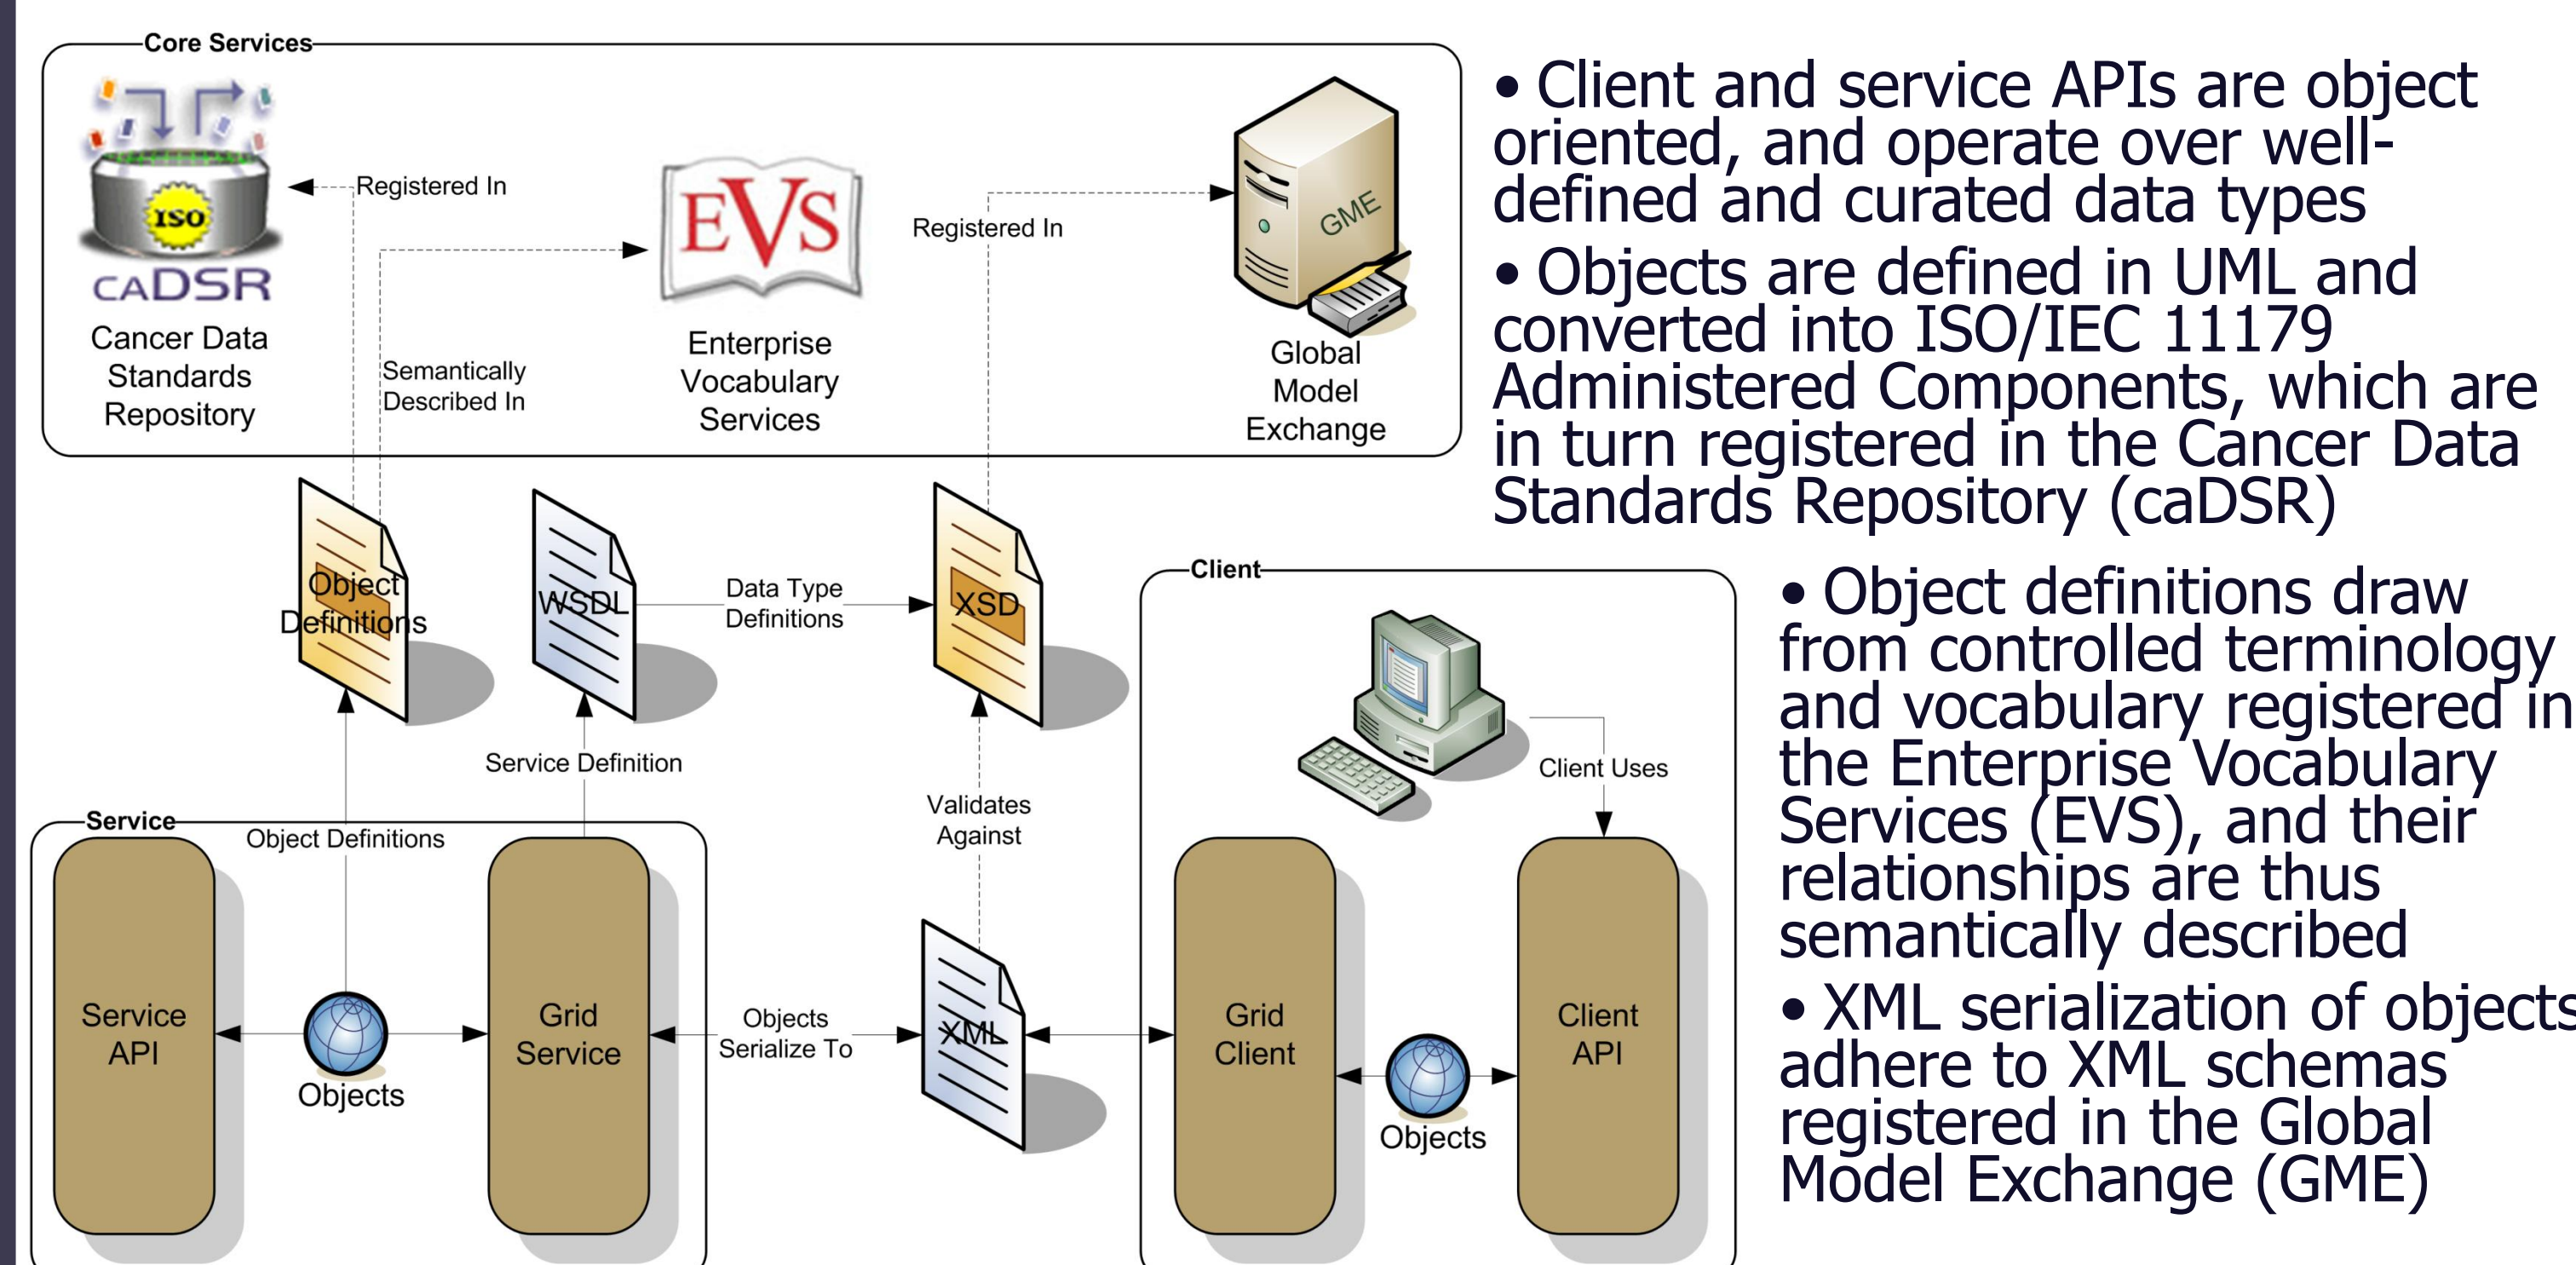 Core Services
ISO
CADSR
Cancer Data
Standards
Repository
Registered In
Semantically
Described In
EVS
Enterprise
Vocabulary
Services
Registered In
GME
Global
Model
Exchange
Object
Definitions
WSDL
Data Type
Definitions
XSD
Service Definition
Object Definitions
Validates
Against
Service
Service
API
Objects
Grid
Service
Objects
Serialize To
XML
Client
Client Uses
Grid
Client
Objects
Client
API
• Client and service APIs are object
oriented, and operate over well-
defined and curated data types
• Objects are defined in UML and
converted into ISO/IEC 11179
Administered Components, which are
in turn registered in the Cancer Data
Standards Repository (caDSR)
• Object definitions draw
from controlled terminology
and vocabulary registered in
the Enterprise Vocabulary
Services (EVS), and their
relationships are thus
semantically described
• XML serialization of objects
adhere to XML schemas
registered in the Global
Model Exchange (GME)